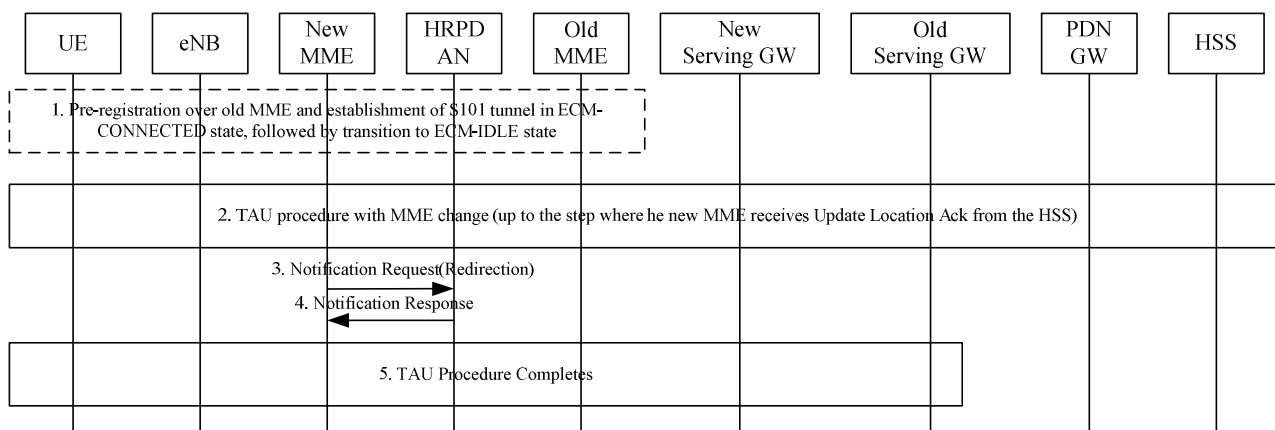 UE
eNB
New
MME
HRPD
AN
Old
MME
New
Serving GW
Old
Serving GW
PDN
GW
HSS
1. Pre-registration over old MME and establishment of S101 tunnel in ECM-
CONNECTED state, followed by transition to ECM-IDLE state
2. TAU procedure with MME change (up to the step where he new MME receives Update Location Ack from the HSS)
3. Notification Request(Redirection)
4. Notification Response
5. TAU Procedure Completes